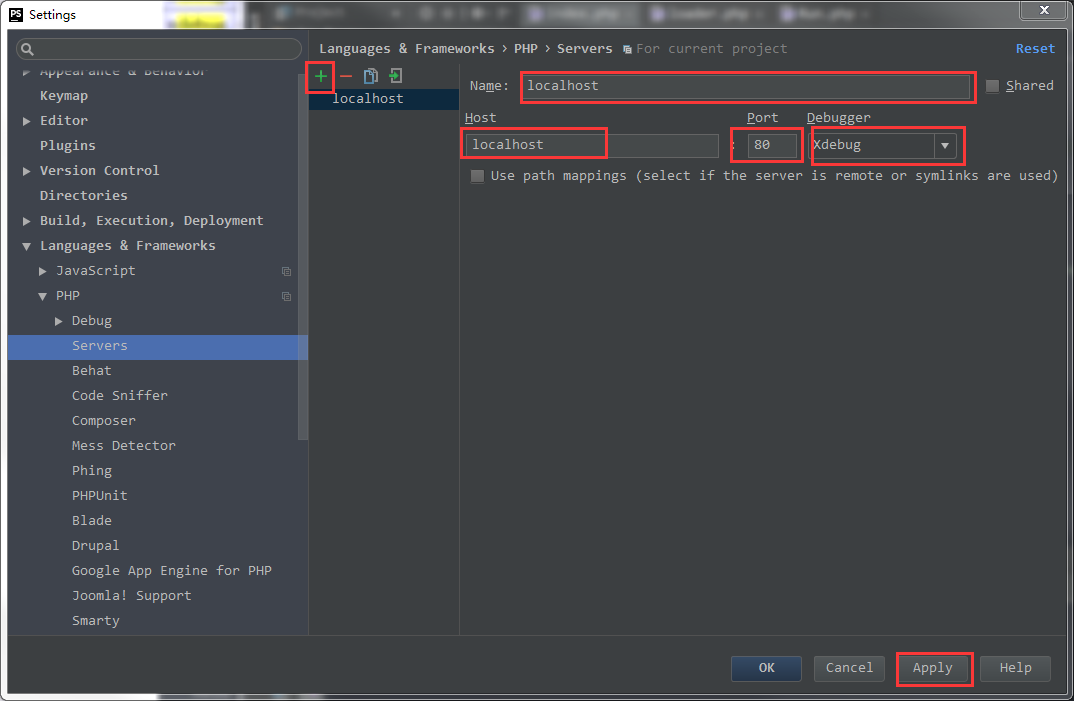 PS Settings
Languages & Frameworks › PHP › Servers For current project Reset
Appearance & Behavior
Keymap
Editor
Plugins
Version Control
Directories
Build, Execution, Deployment
Languages & Frameworks
JavaScript
PHP
Debug
Servers
Behat
Code Sniffer
Composer
Mess Detector
Phing
PHPUnit
Blade
Drupal
Google App Engine for PHP
Joomla! Support
Smarty
localhost
Name: localhost Shared
Host Port Debugger
localhost : 80 Xdebug
Use path mappings (select if the server is remote or symlinks are used)
OK Cancel Apply Help